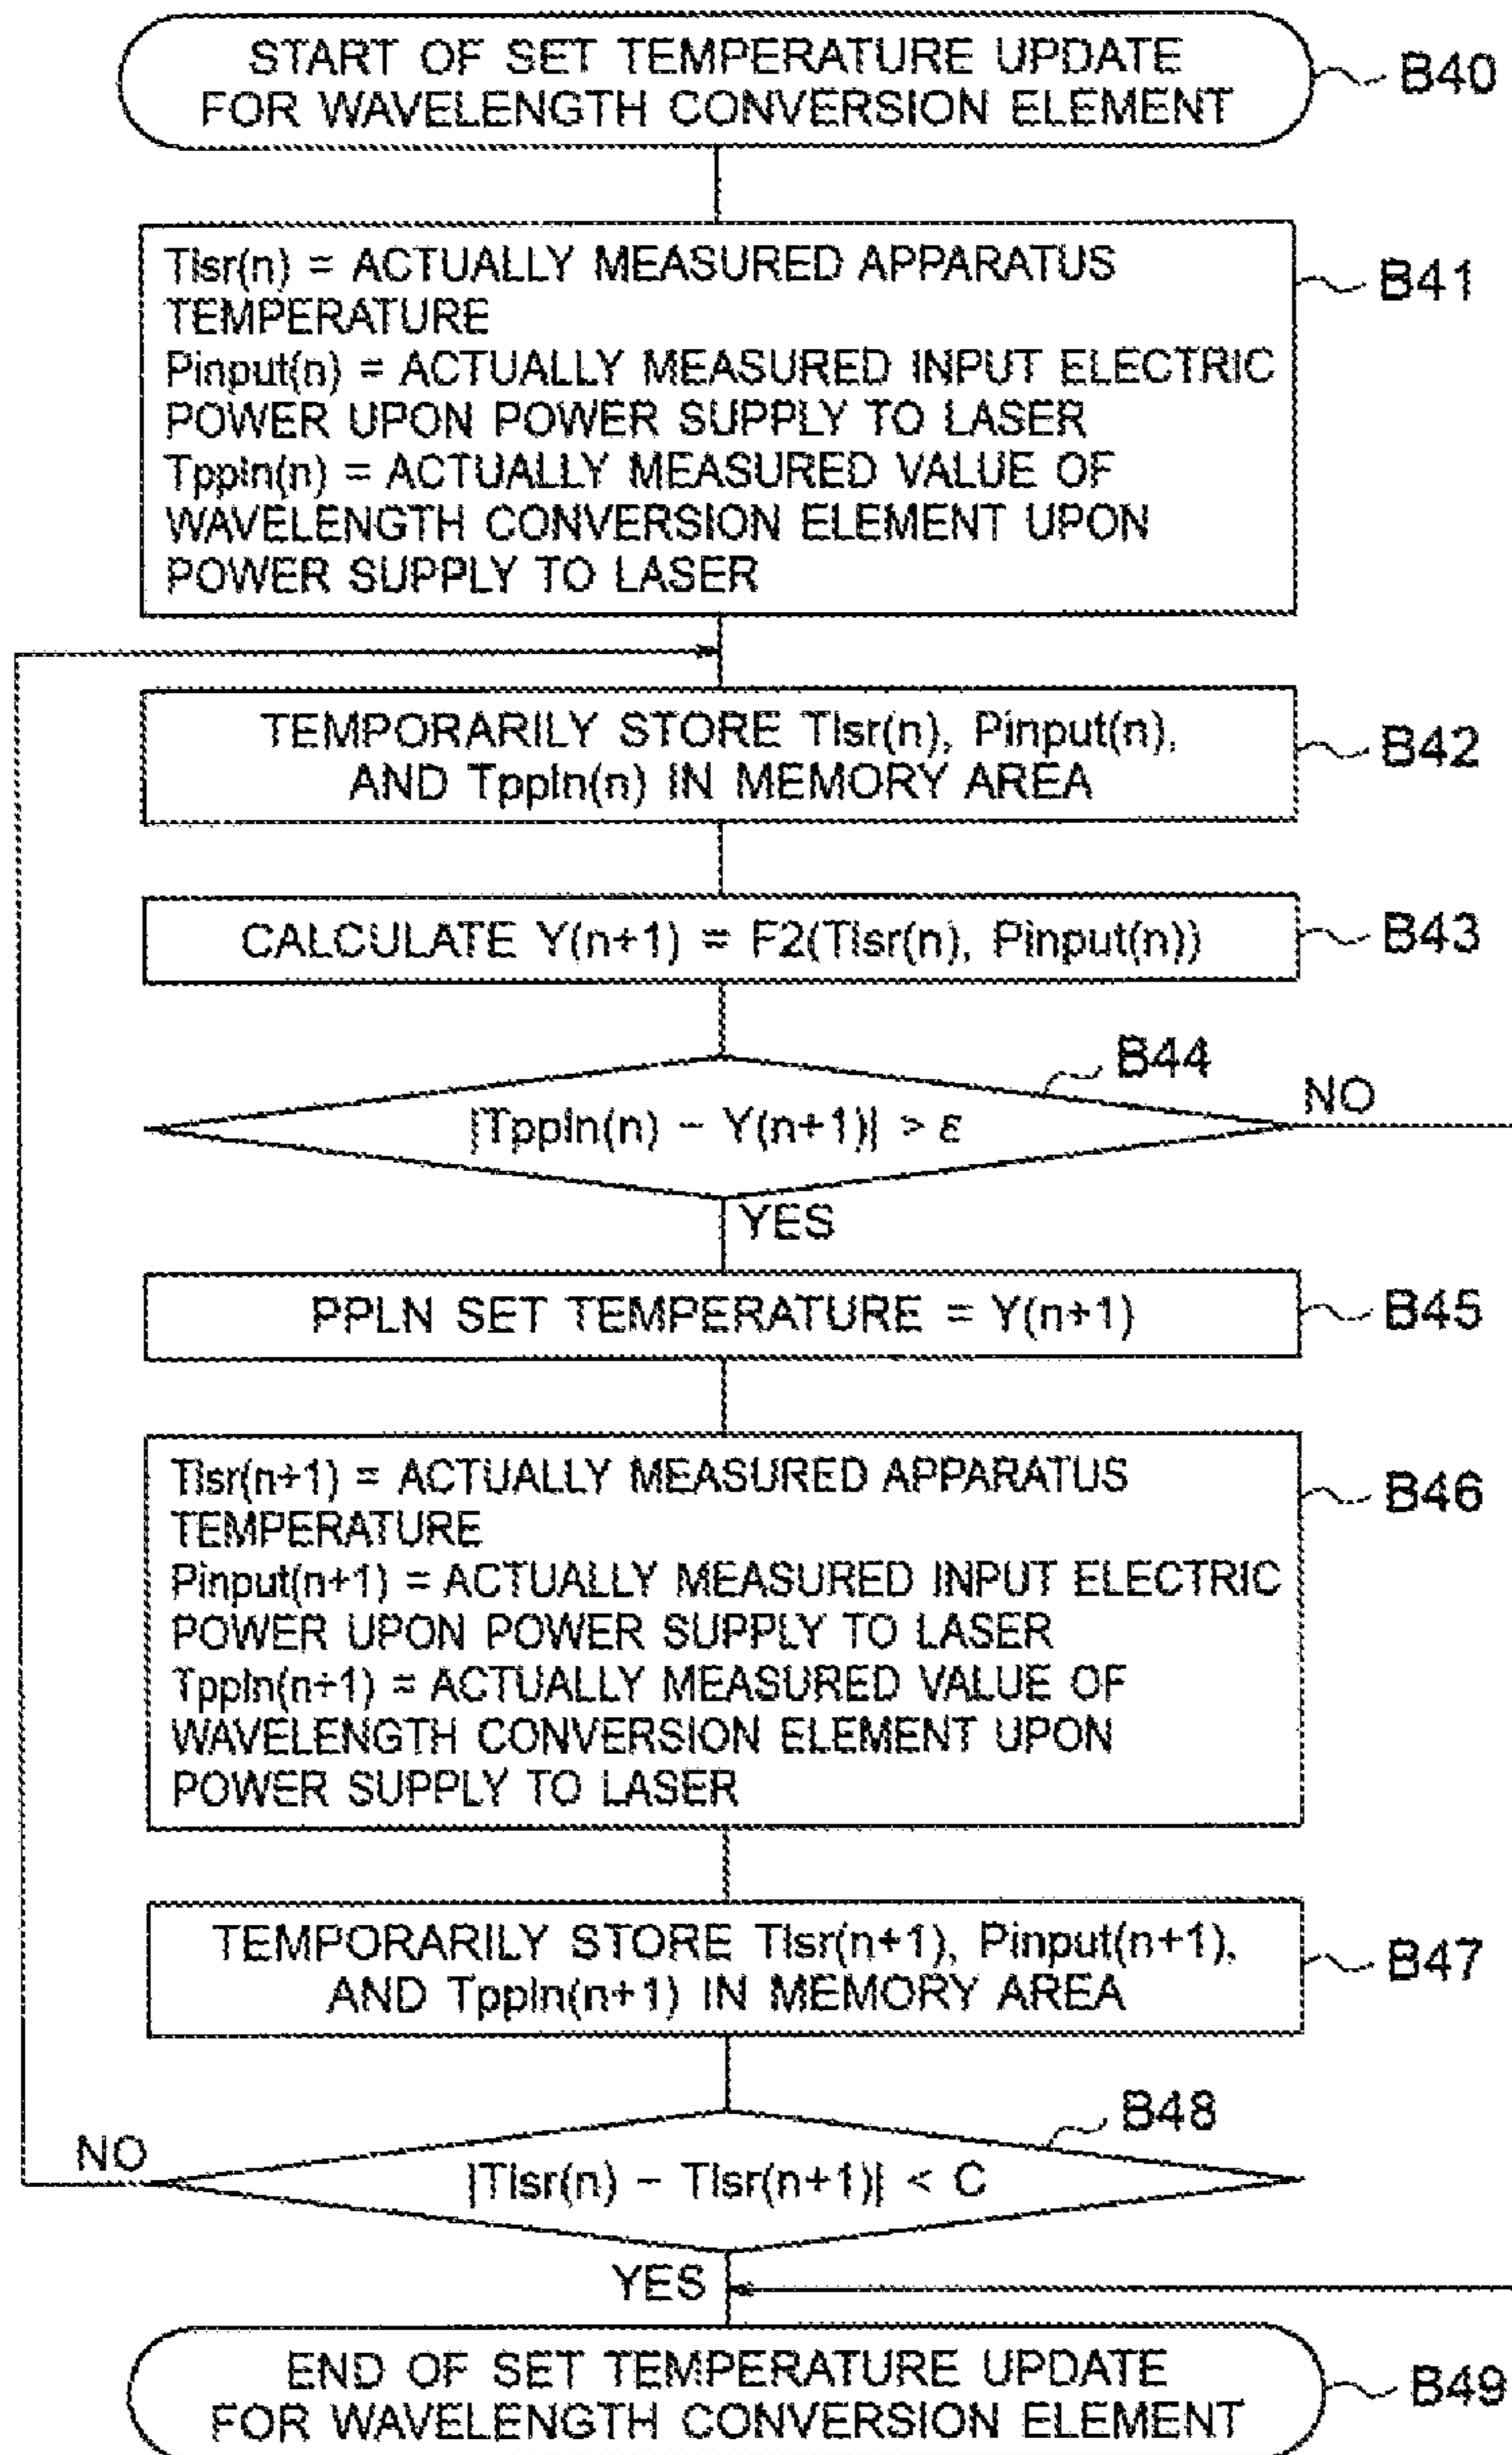 START OF SET TEMPERATURE UPDATE
FOR WAVELENGTH CONVERSION ELEMENT
B40
Tlsr(n) = ACTUALLY MEASURED APPARATUS
TEMPERATURE
Pinput(n) = ACTUALLY MEASURED INPUT ELECTRIC
POWER UPON POWER SUPPLY TO LASER
Tppln(n) = ACTUALLY MEASURED VALUE OF
WAVELENGTH CONVERSION ELEMENT UPON
POWER SUPPLY TO LASER
B41
TEMPORARILY STORE Tlsr(n), Pinput(n),
AND Tppln(n) IN MEMORY AREA
B42
CALCULATE Y(n+1) = F2(Tlsr(n), Pinput(n))
B43
B44
|Tppln(n) − Y(n+1)| > ε
NO
YES
PPLN SET TEMPERATURE = Y(n+1)
B45
Tlsr(n+1) = ACTUALLY MEASURED APPARATUS
TEMPERATURE
Pinput(n+1) = ACTUALLY MEASURED INPUT ELECTRIC
POWER UPON POWER SUPPLY TO LASER
Tppln(n+1) = ACTUALLY MEASURED VALUE OF
WAVELENGTH CONVERSION ELEMENT UPON
POWER SUPPLY TO LASER
B46
TEMPORARILY STORE Tlsr(n+1), Pinput(n+1),
AND Tppln(n+1) IN MEMORY AREA
B47
B48
NO
|Tlsr(n) − Tlsr(n+1)| < C
YES
END OF SET TEMPERATURE UPDATE
FOR WAVELENGTH CONVERSION ELEMENT
B49